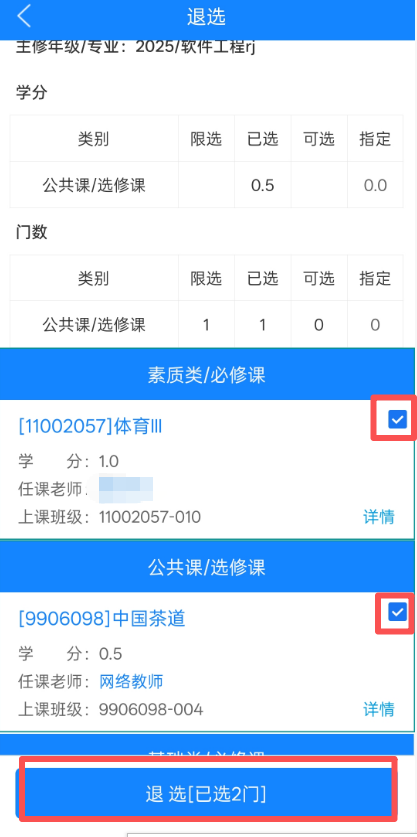 退选
主修年级/专业：2025/软件工程rj
学分
类别 限选 已选 可选 指定
公共课/选修课 0.5 0.0
门数
类别 限选 已选 可选 指定
公共课/选修课 1 1 0 0
素质类/必修课
[11002057]体育III
学 分：1.0
任课老师：
上课班级：11002057-010 详情
公共课/选修课
[9906098]中国茶道
学 分：0.5
任课老师：网络教师
上课班级：9906098-004 详情
基础类/必修课
退 选[已选2门]